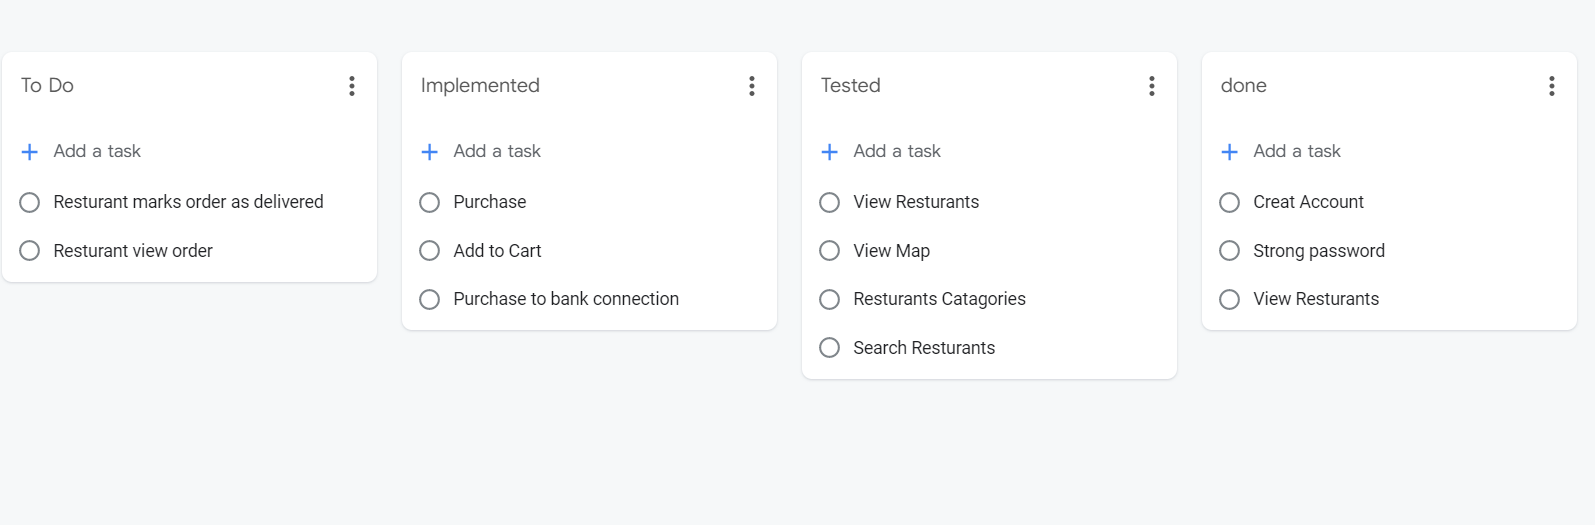 To Do
Add a task
Resturant marks order as delivered
Resturant view order
Implemented
Add a task
Purchase
Add to Cart
Purchase to bank connection
Tested
Add a task
View Resturants
View Map
Resturants Catagories
Search Resturants
done
Add a task
Creat Account
Strong password
View Resturants